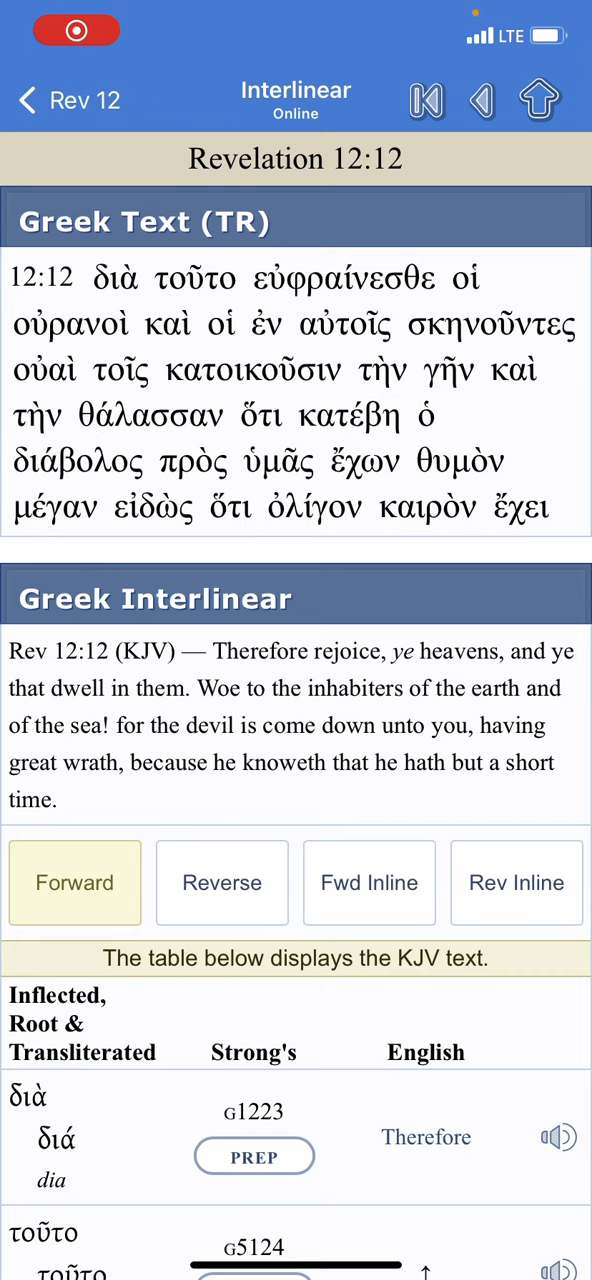 LTE
Rev 12
Interlinear
Online
Revelation 12:12
Greek Text (TR)
12:12 διὰ τοῦτο εὐφραίνεσθε οἱ
οὐρανοὶ καὶ οἱ ἐν αὐτοῖς σκηνοῦντες
οὐαὶ τοῖς κατοικοῦσιν τὴν γῆν καὶ
τὴν θάλασσαν ὅτι κατέβη ὁ
διάβολος πρὸς ὑμᾶς ἔχων θυμὸν
μέγαν εἰδὼς ὅτι ὀλίγον καιρὸν ἔχει
Greek Interlinear
Rev 12:12 (KJV) — Therefore rejoice, ye heavens, and ye
that dwell in them. Woe to the inhabiters of the earth and
of the sea! for the devil is come down unto you, having
great wrath, because he knoweth that he hath but a short
time.
Forward Reverse Fwd Inline Rev Inline
The table below displays the KJV text.
Inflected,
Root &
Transliterated Strong's English
διὰ
διά
dia
G1223
PREP
Therefore
τοῦτο
τοῦτο
G5124
↑